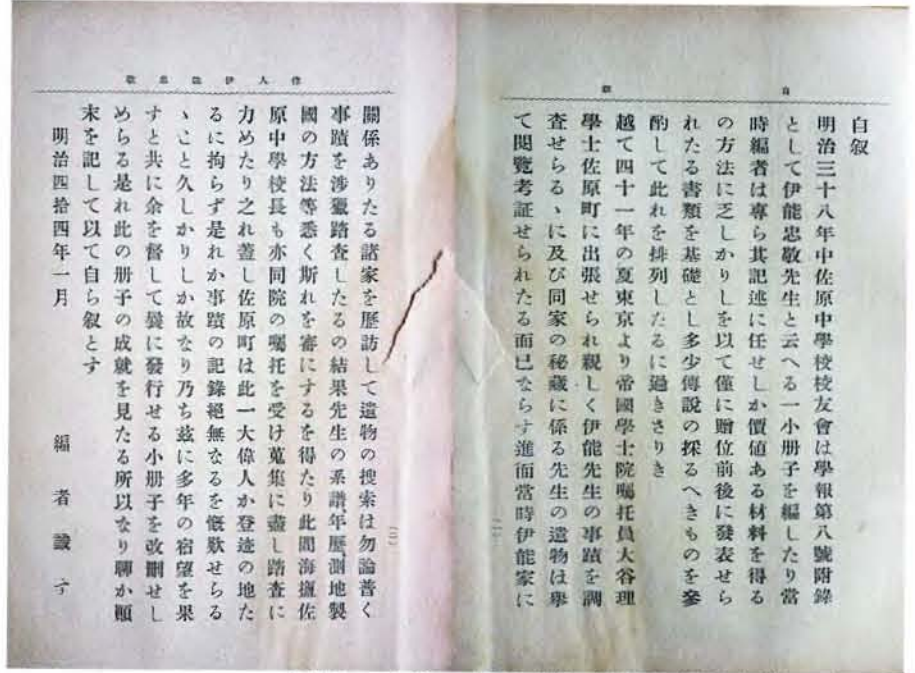 自叙
明治三十八年中佐原中學校校友會は學報第八號附錄
として伊能忠敬先生と云へる一小册子を編したり當
時編者は專ら其記述に任せしか價値ある材料を得る
の方法に乏しかりしを以て僅に贈位前後に發表せら
れたる書類を基礎とし多少傳說の採るへきものを參
酌して此れを排列したるに過きさりき
越て四十一年の夏東京より帝國學士院囑托員大谷理
學士佐原町に出張せられ親しく伊能先生の事蹟を調
査せらるゝに及び同家の秘藏に係る先生の遺物は擧
て閱覽考証せられたる而已ならす進而當時伊能家に
關係ありたる諸家を歷訪して遺物の搜索は勿論普く
事蹟を涉獵踏査したるの結果先生の系譜、年歷、測地製
國の方法等悉く斯れを審にするを得たり此間海鹽佐
原中學校長も亦同院の囑托を受け蒐集に盡し踏査に
力めたり之れ蓋し佐原町は此一大偉人か登迹の地た
るに拘らず是れか事蹟の記錄絕無なるを慨歎せらる
ゝこと久しかりしか故なり乃ち玆に多年の宿望を果
すと共に余を督して曩に發行せる小册子を改刪せし
めらる是れ此の册子の成就を見たる所以なり聊か顚
末を記して以て自ら叙とす
明治四拾四年一月
編者識す
自叙
偉人伊能忠敬
(二)